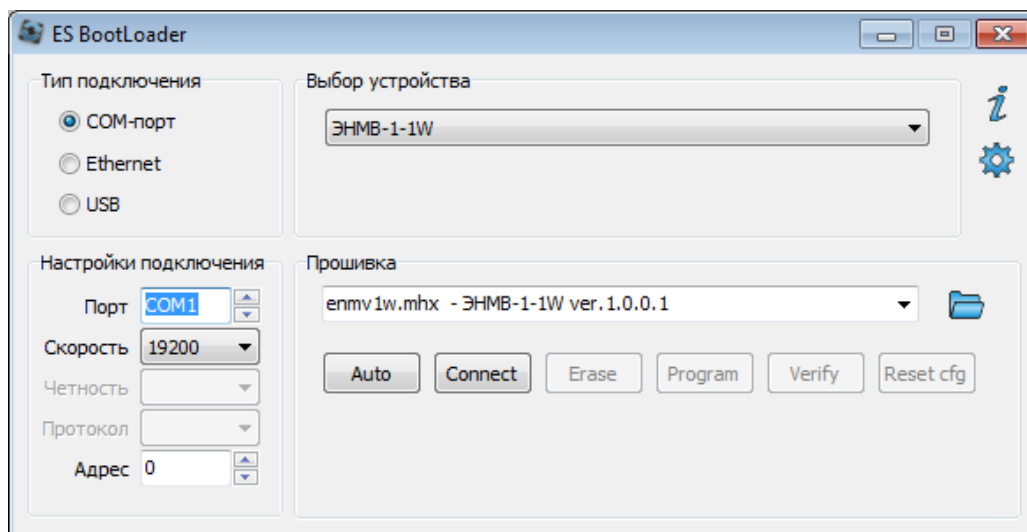 ES BootLoader
Тип подключения
COM-порт
Ethernet
USB
Выбор устройства
ЭНМВ-1-1W
Настройки подключения
Порт COM1
Скорость 19200
Четность
Протокол
Адрес 0
Прошивка
enmv1w.mhx - ЭНМВ-1-1W ver.1.0.0.1
Auto Connect Erase Program Verify Reset cfg